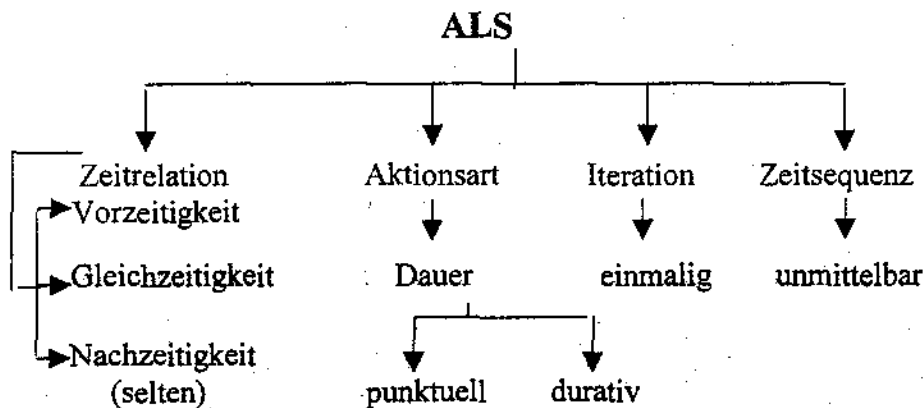 ALS
Zeitrelation Aktionsart Iteration Zeitsequenz
Vorzeitigkeit
Gleichzeitigkeit Dauer einmalig unmittelbar
Nachzeitigkeit
(selten) punktuell durativ